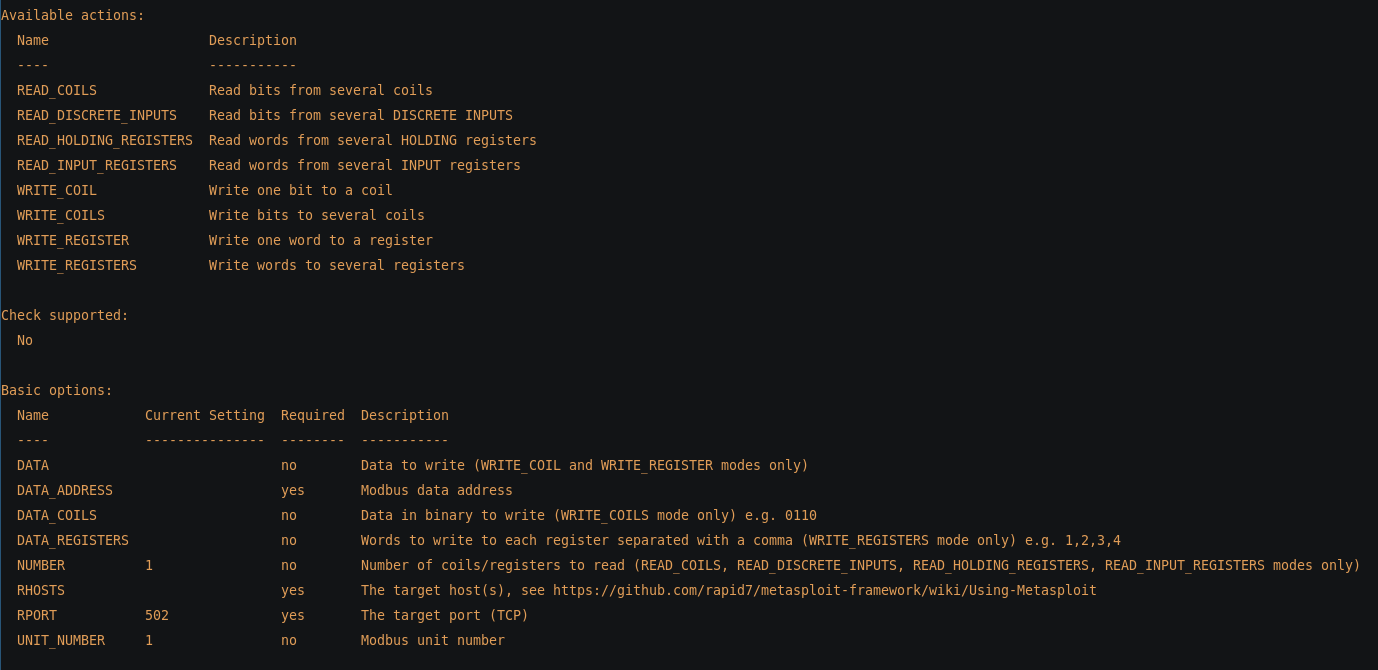 Available actions:
  Name                    Description
  ----                    -----------
  READ_COILS              Read bits from several coils
  READ_DISCRETE_INPUTS    Read bits from several DISCRETE INPUTS
  READ_HOLDING_REGISTERS  Read words from several HOLDING registers
  READ_INPUT_REGISTERS    Read words from several INPUT registers
  WRITE_COIL              Write one bit to a coil
  WRITE_COILS             Write bits to several coils
  WRITE_REGISTER          Write one word to a register
  WRITE_REGISTERS         Write words to several registers

Check supported:
  No

Basic options:
  Name            Current Setting  Required  Description
  ----            ---------------  --------  -----------
  DATA                             no        Data to write (WRITE_COIL and WRITE_REGISTER modes only)
  DATA_ADDRESS                     yes       Modbus data address
  DATA_COILS                       no        Data in binary to write (WRITE_COILS mode only) e.g. 0110
  DATA_REGISTERS                   no        Words to write to each register separated with a comma (WRITE_REGISTERS mode only) e.g. 1,2,3,4
  NUMBER          1                no        Number of coils/registers to read (READ_COILS, READ_DISCRETE_INPUTS, READ_HOLDING_REGISTERS, READ_INPUT_REGISTERS modes only)
  RHOSTS                           yes       The target host(s), see https://github.com/rapid7/metasploit-framework/wiki/Using-Metasploit
  RPORT           502              yes       The target port (TCP)
  UNIT_NUMBER     1                no        Modbus unit number